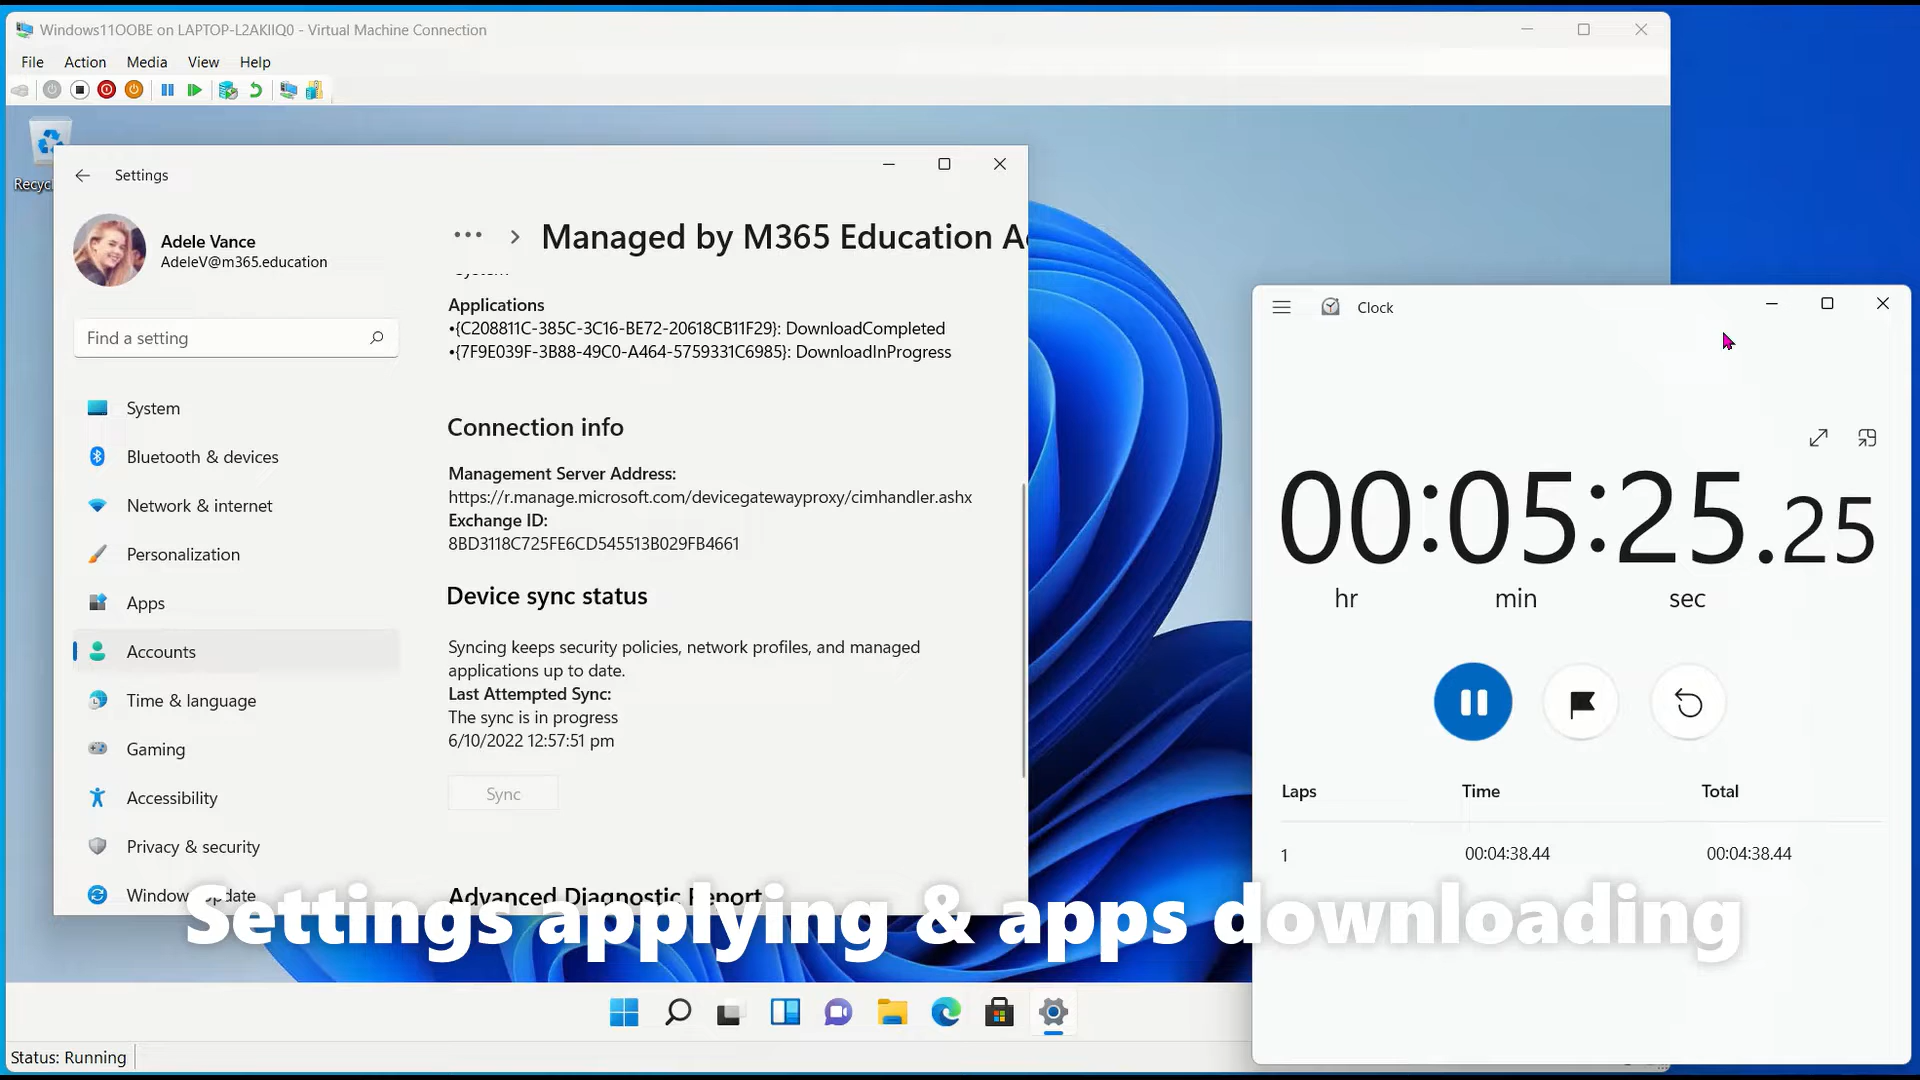 Windows11OOBE on LAPTOP-L2AKIIQ0 - Virtual Machine Connection
File Action Media View Help
Settings
Adele Vance
AdeleV@m365.education
Find a setting
System
Bluetooth & devices
Network & internet
Personalization
Apps
Accounts
Time & language
Gaming
Accessibility
Privacy & security
Windows Update
Managed by M365 Education
Applications
•{C208811C-385C-3C16-BE72-20618CB11F29}: DownloadCompleted
•{7F9E039F-3B88-49C0-A464-5759331C6985}: DownloadInProgress
Connection info
Management Server Address:
https://r.manage.microsoft.com/devicegatewayproxy/cimhandler.ashx
Exchange ID:
8BD3118C725FE6CD545513B029FB4661
Device sync status
Syncing keeps security policies, network profiles, and managed
applications up to date.
Last Attempted Sync:
The sync is in progress
6/10/2022 12:57:51 pm
Sync
Advanced Diagnostic Report
Clock
00:05:25.25
hr min sec
Laps Time Total
1 00:04:38.44 00:04:38.44
Settings applying & apps downloading
Status: Running